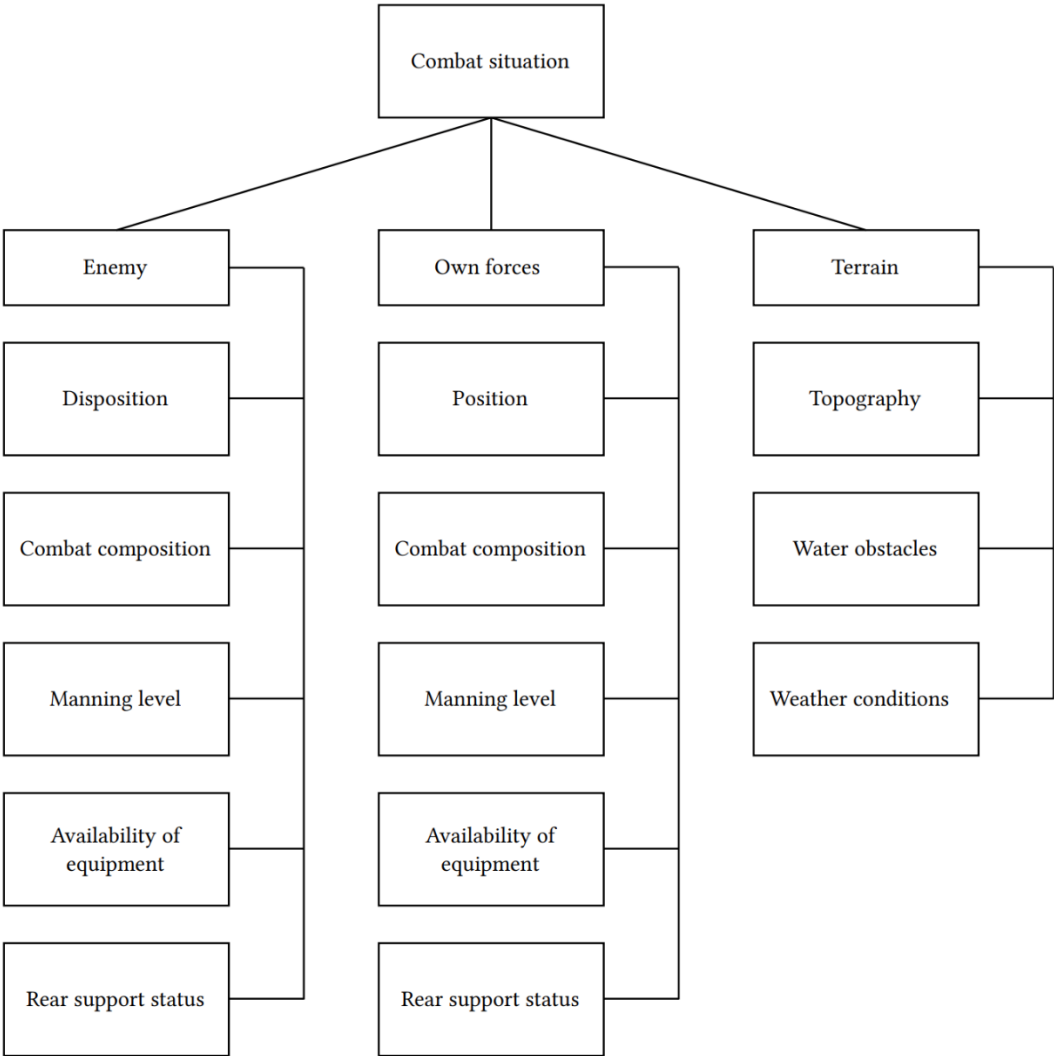 Combat situation
Enemy
Own forces
Terrain
Disposition
Position
Topography
Combat composition
Combat composition
Water obstacles
Manning level
Manning level
Weather conditions
Availability of
equipment
Availability of
equipment
Rear support status
Rear support status